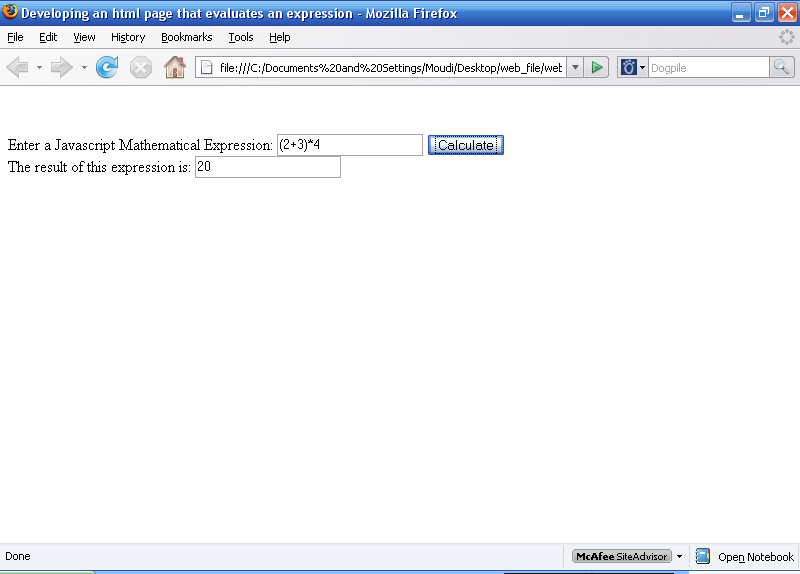 Developing an html page that evaluates an expression - Mozilla Firefox
File Edit View History Bookmarks Tools Help
file:///C:/Documents%20and%20Settings/Moudi/Desktop/web_file/web
Dogpile
Enter a Javascript Mathematical Expression: (2+3)*4 Calculate
The result of this expression is: 20
Done
McAfee SiteAdvisor
Open Notebook